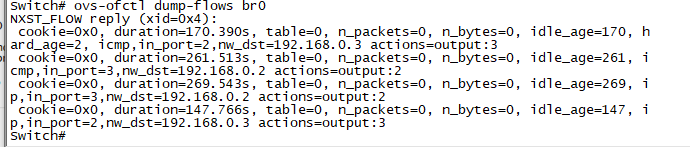 Switch# ovs-ofctl dump-flows br0
NXST_FLOW reply (xid=0x4):
 cookie=0x0, duration=170.390s, table=0, n_packets=0, n_bytes=0, idle_age=170, h
ard_age=2, icmp,in_port=2,nw_dst=192.168.0.3 actions=output:3
 cookie=0x0, duration=261.513s, table=0, n_packets=0, n_bytes=0, idle_age=261, i
cmp,in_port=3,nw_dst=192.168.0.2 actions=output:2
 cookie=0x0, duration=269.543s, table=0, n_packets=0, n_bytes=0, idle_age=269, i
p,in_port=3,nw_dst=192.168.0.2 actions=output:2
 cookie=0x0, duration=147.766s, table=0, n_packets=0, n_bytes=0, idle_age=147, i
p,in_port=2,nw_dst=192.168.0.3 actions=output:3
Switch#